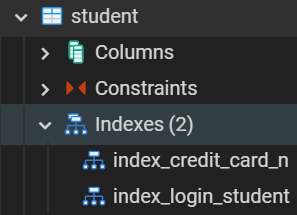 student
Columns
Constraints
Indexes (2)
index_credit_card_n
index_login_student